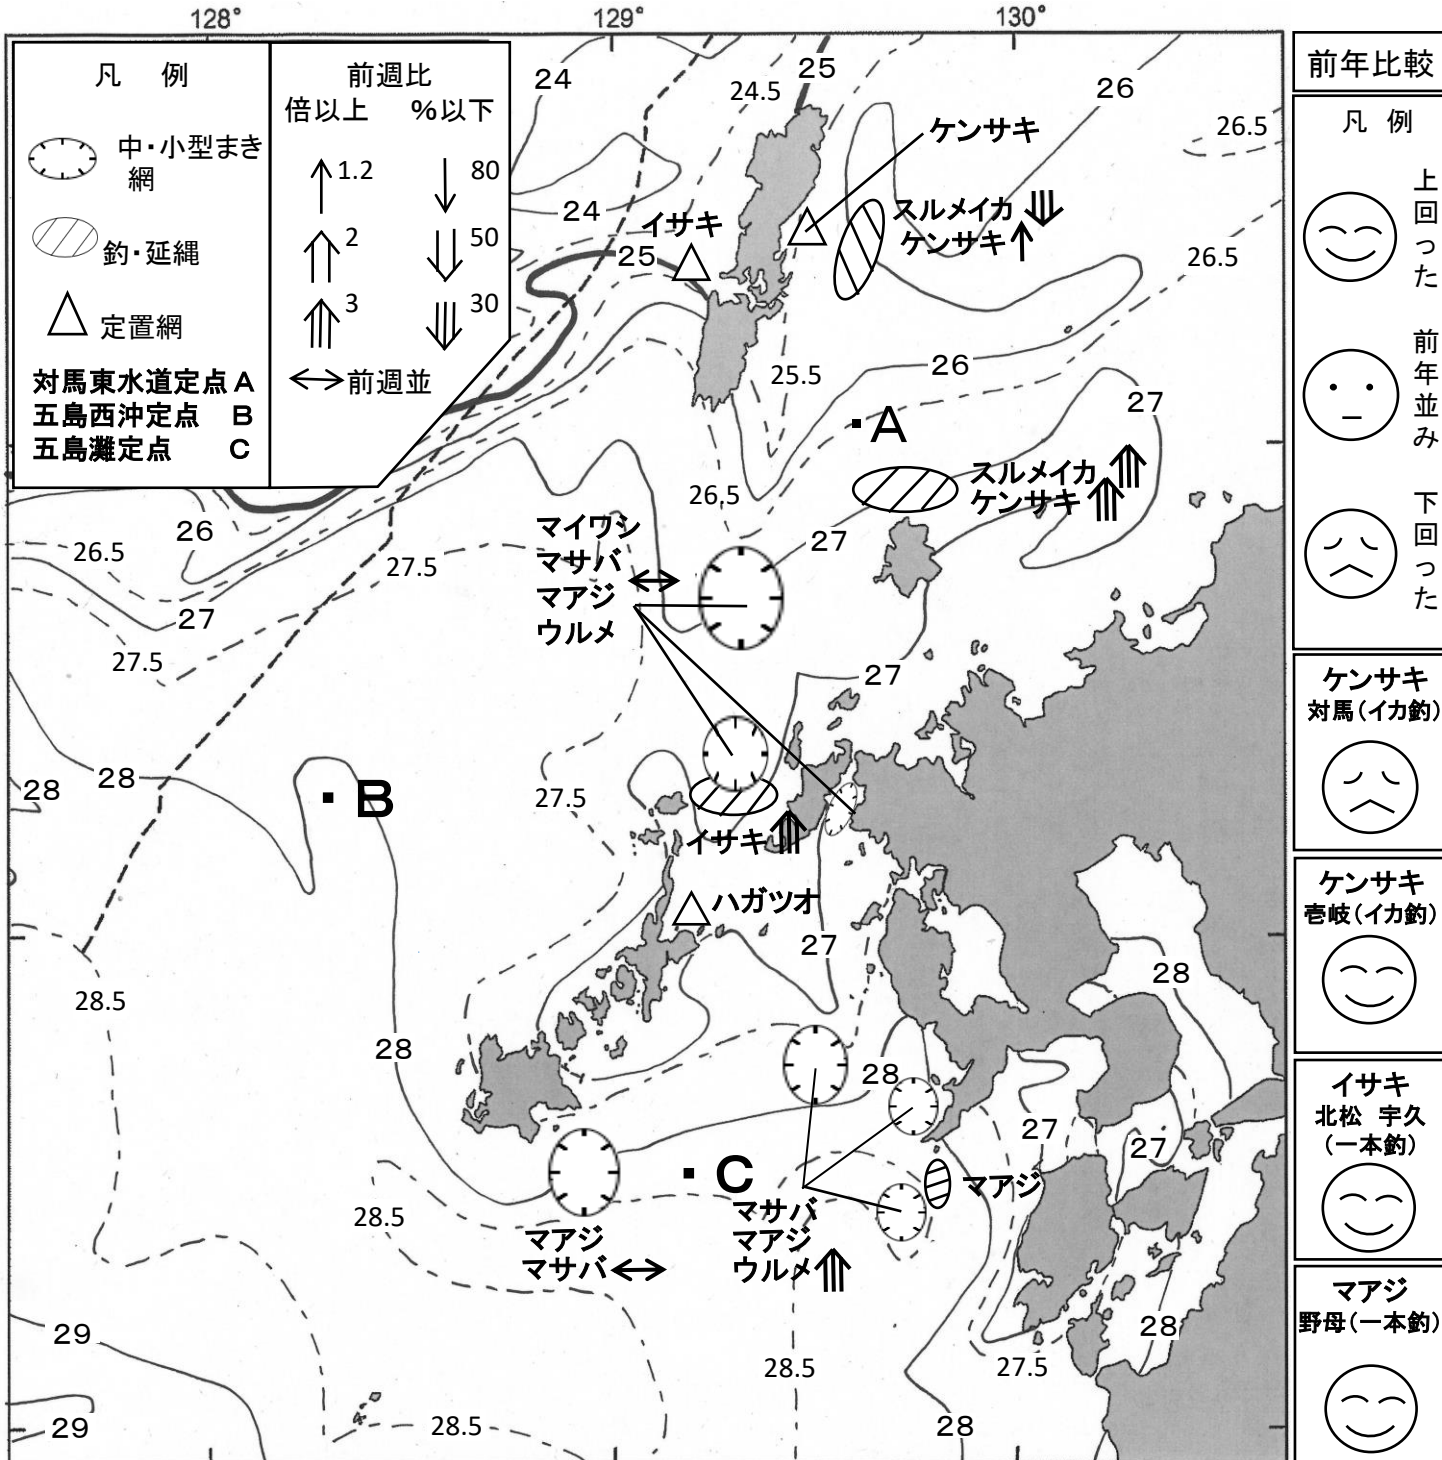 128°
129°
130°
凡 例
中・小型まき
網
釣・延縄
定置網
対馬東水道定点 A
五島西沖定点 B
五島灘定点 C
前週比
倍以上 %以下
1.2
80
2
50
3
30
前週並
24
24.5
25
26
26.5
ケンサキ
24
イサキ
25
スルメイカ
ケンサキ
26.5
25.5
26
A
27
スルメイカ
ケンサキ
26.5
27
26
26.5
27.5
27
27.5
マイワシ
マサバ
マアジ
ウルメ
27
28
28
B
27.5
イサキ
ハガツオ
27
28
28.5
28
28
27
27
C
マアジ
28.5
マアジ
マサバ
マサバ
マアジ
ウルメ
29
28.5
27.5
28
29
28.5
28
前年比較
凡 例
上回った
前年並み
下回った
ケンサキ
対馬(イカ釣)
ケンサキ
壱岐(イカ釣)
イサキ
北松 宇久
(一本釣)
マアジ
野母(一本釣)